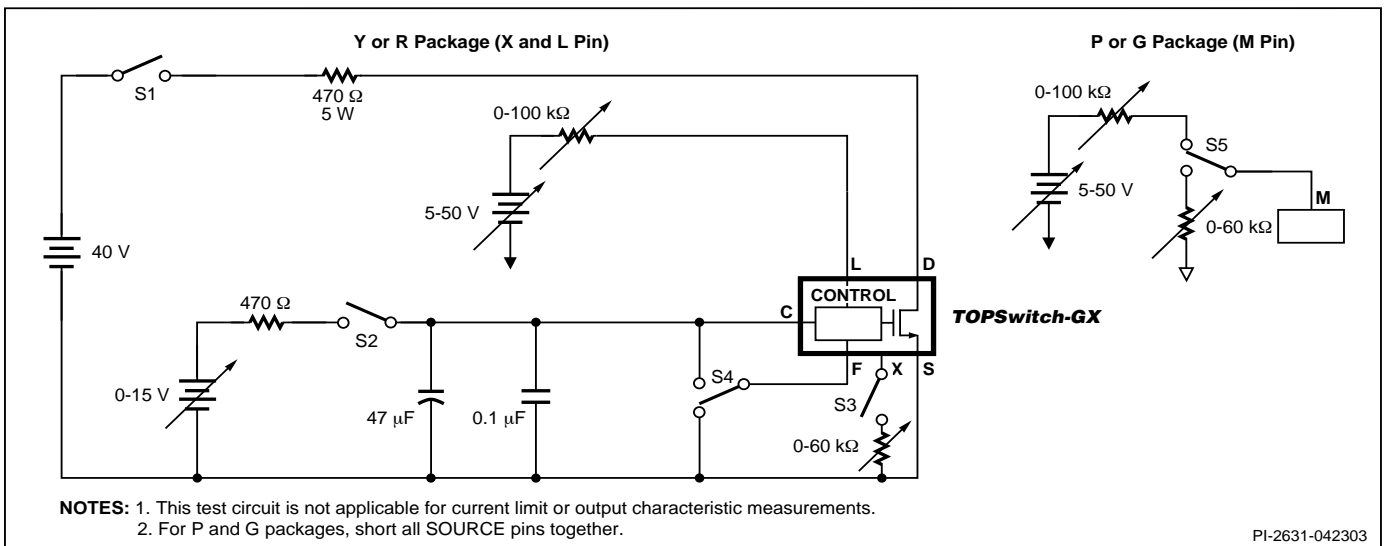 Y or R Package (X and L Pin)
P or G Package (M Pin)
S1
470 Ω
5 W
0-100 kΩ
5-50 V
40 V
0-100 kΩ
S5
5-50 V
0-60 kΩ
M
L
D
CONTROL
C
TOPSwitch-GX
F
X
S
470 Ω
S2
0-15 V
47 μF
0.1 μF
S4
S3
0-60 kΩ
NOTES: 1. This test circuit is not applicable for current limit or output characteristic measurements.
2. For P and G packages, short all SOURCE pins together.
PI-2631-042303